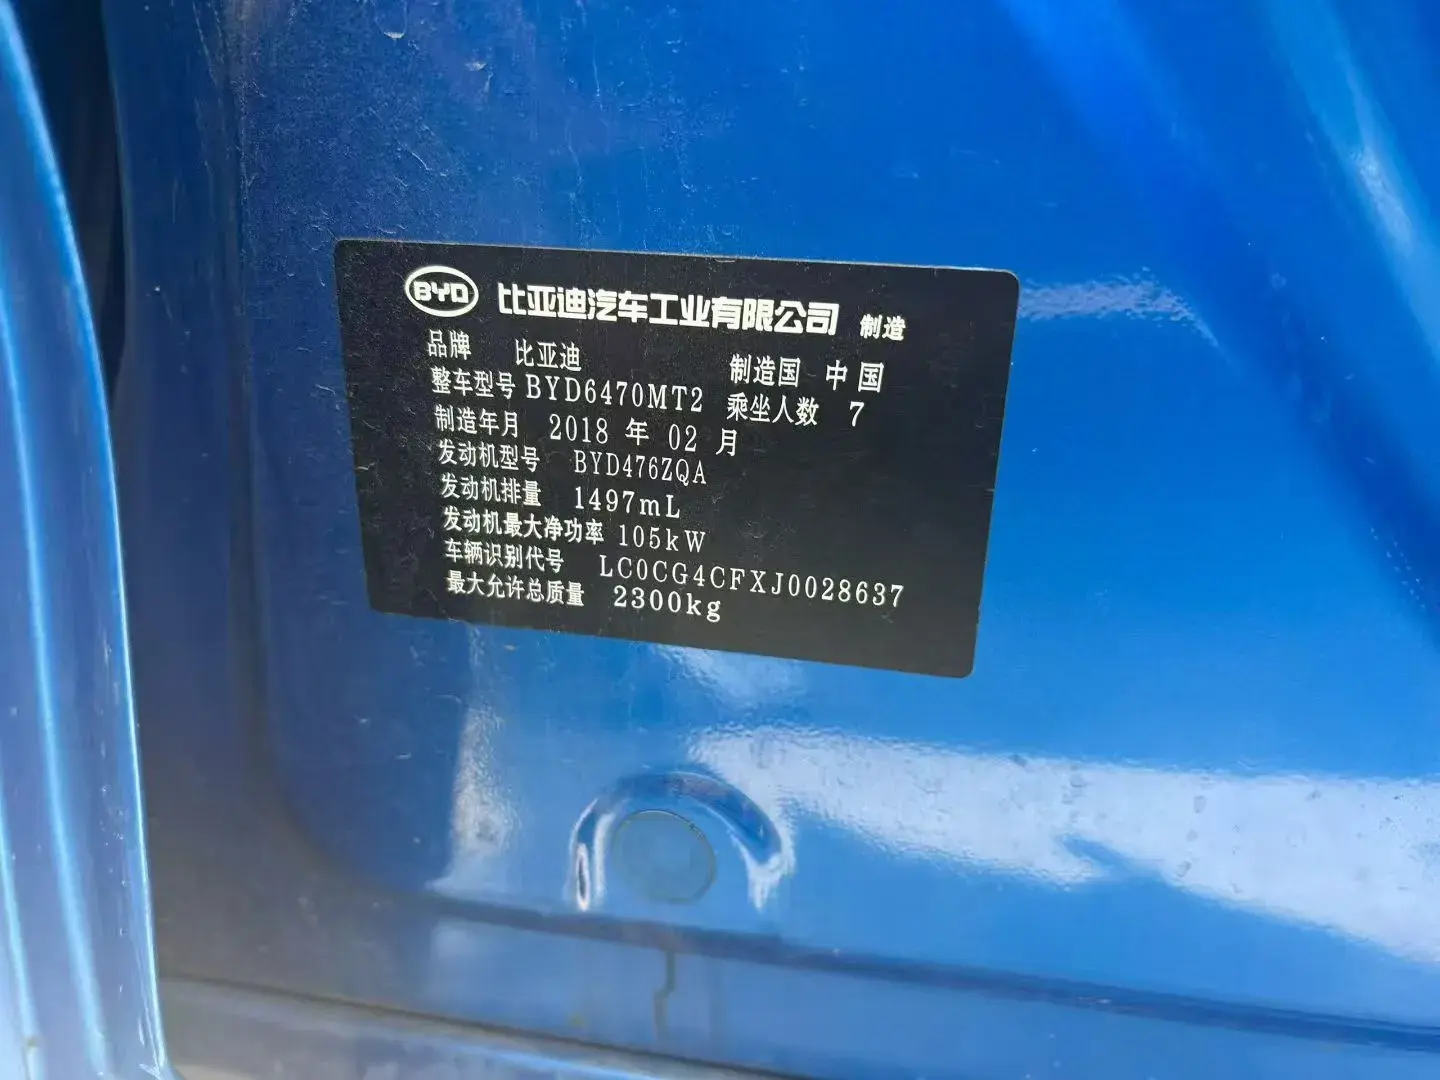 BYD 比亚迪汽车工业有限公司 制造
品牌 比亚迪 制造国 中国
整车型号 BYD6470MT2 乘坐人数 7
制造年月 2018 年 02 月
发动机型号 BYD476ZQA
发动机排量 1497mL
发动机最大净功率 105kW
车辆识别代号 LC0CG4CFXJ0028637
最大允许总质量 2300kg